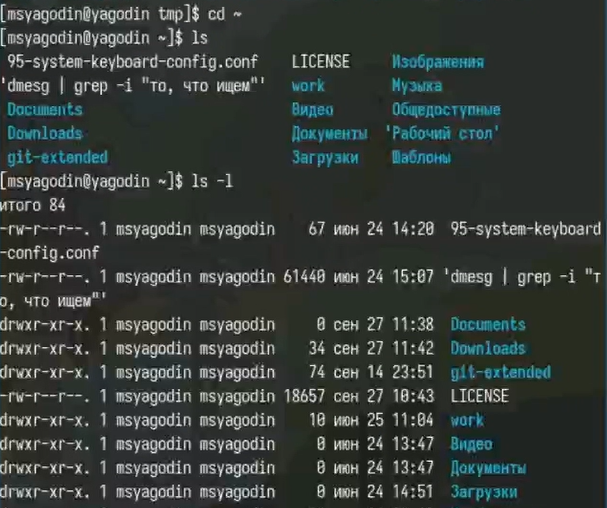 [msyagodin@yagodin tmp]$ cd ~
[msyagodin@yagodin ~]$ ls
95-system-keyboard-config.conf LICENSE Изображения
'dmesg | grep -i "то, что ищем"' work Музыка
Documents Видео Общедоступные
Downloads Документы 'Рабочий стол'
git-extended Загрузки Шаблоны
[msyagodin@yagodin ~]$ ls -l
итого 84
-rw-r--r--. 1 msyagodin msyagodin 67 июн 24 14:20 95-system-keyboard
-config.conf
-rw-r--r--. 1 msyagodin msyagodin 61440 июн 24 15:07 'dmesg | grep -i "т
о, что ищем"'
drwxr-xr-x. 1 msyagodin msyagodin 0 сен 27 11:38 Documents
drwxr-xr-x. 1 msyagodin msyagodin 34 сен 27 11:42 Downloads
drwxr-xr-x. 1 msyagodin msyagodin 74 сен 14 23:51 git-extended
-rw-r--r--. 1 msyagodin msyagodin 18657 сен 27 10:43 LICENSE
drwxr-xr-x. 1 msyagodin msyagodin 10 июн 25 11:04 work
drwxr-xr-x. 1 msyagodin msyagodin 0 июн 24 13:47 Видео
drwxr-xr-x. 1 msyagodin msyagodin 0 июн 24 13:47 Документы
drwxr-xr-x. 1 msyagodin msyagodin 0 июн 24 14:51 Загрузки